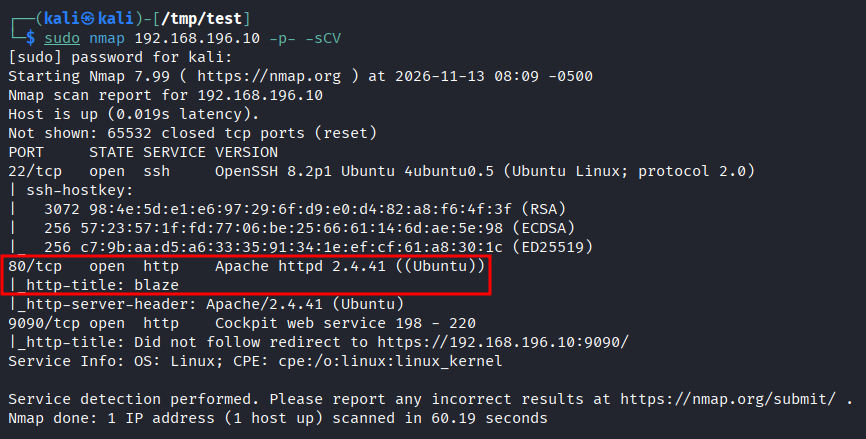 ┌──(kali㉿kali)-[/tmp/test]
└─$ sudo nmap 192.168.196.10 -p- -sCV
[sudo] password for kali:
Starting Nmap 7.99 ( https://nmap.org ) at 2026-11-13 08:09 -0500
Nmap scan report for 192.168.196.10
Host is up (0.019s latency).
Not shown: 65532 closed tcp ports (reset)
PORT     STATE SERVICE VERSION
22/tcp   open  ssh     OpenSSH 8.2p1 Ubuntu 4ubuntu0.5 (Ubuntu Linux; protocol 2.0)
| ssh-hostkey:
|   3072 98:4e:5d:e1:e6:97:29:6f:d9:e0:d4:82:a8:f6:4f:3f (RSA)
|   256 57:23:57:1f:fd:77:06:be:25:66:61:14:6d:ae:5e:98 (ECDSA)
|_  256 c7:9b:aa:d5:a6:33:35:91:34:1e:ef:cf:61:a8:30:1c (ED25519)
80/tcp   open  http    Apache httpd 2.4.41 ((Ubuntu))
|_http-title: blaze
|_http-server-header: Apache/2.4.41 (Ubuntu)
9090/tcp open  http    Cockpit web service 198 - 220
|_http-title: Did not follow redirect to https://192.168.196.10:9090/
Service Info: OS: Linux; CPE: cpe:/o:linux:linux_kernel

Service detection performed. Please report any incorrect results at https://nmap.org/submit/ .
Nmap done: 1 IP address (1 host up) scanned in 60.19 seconds